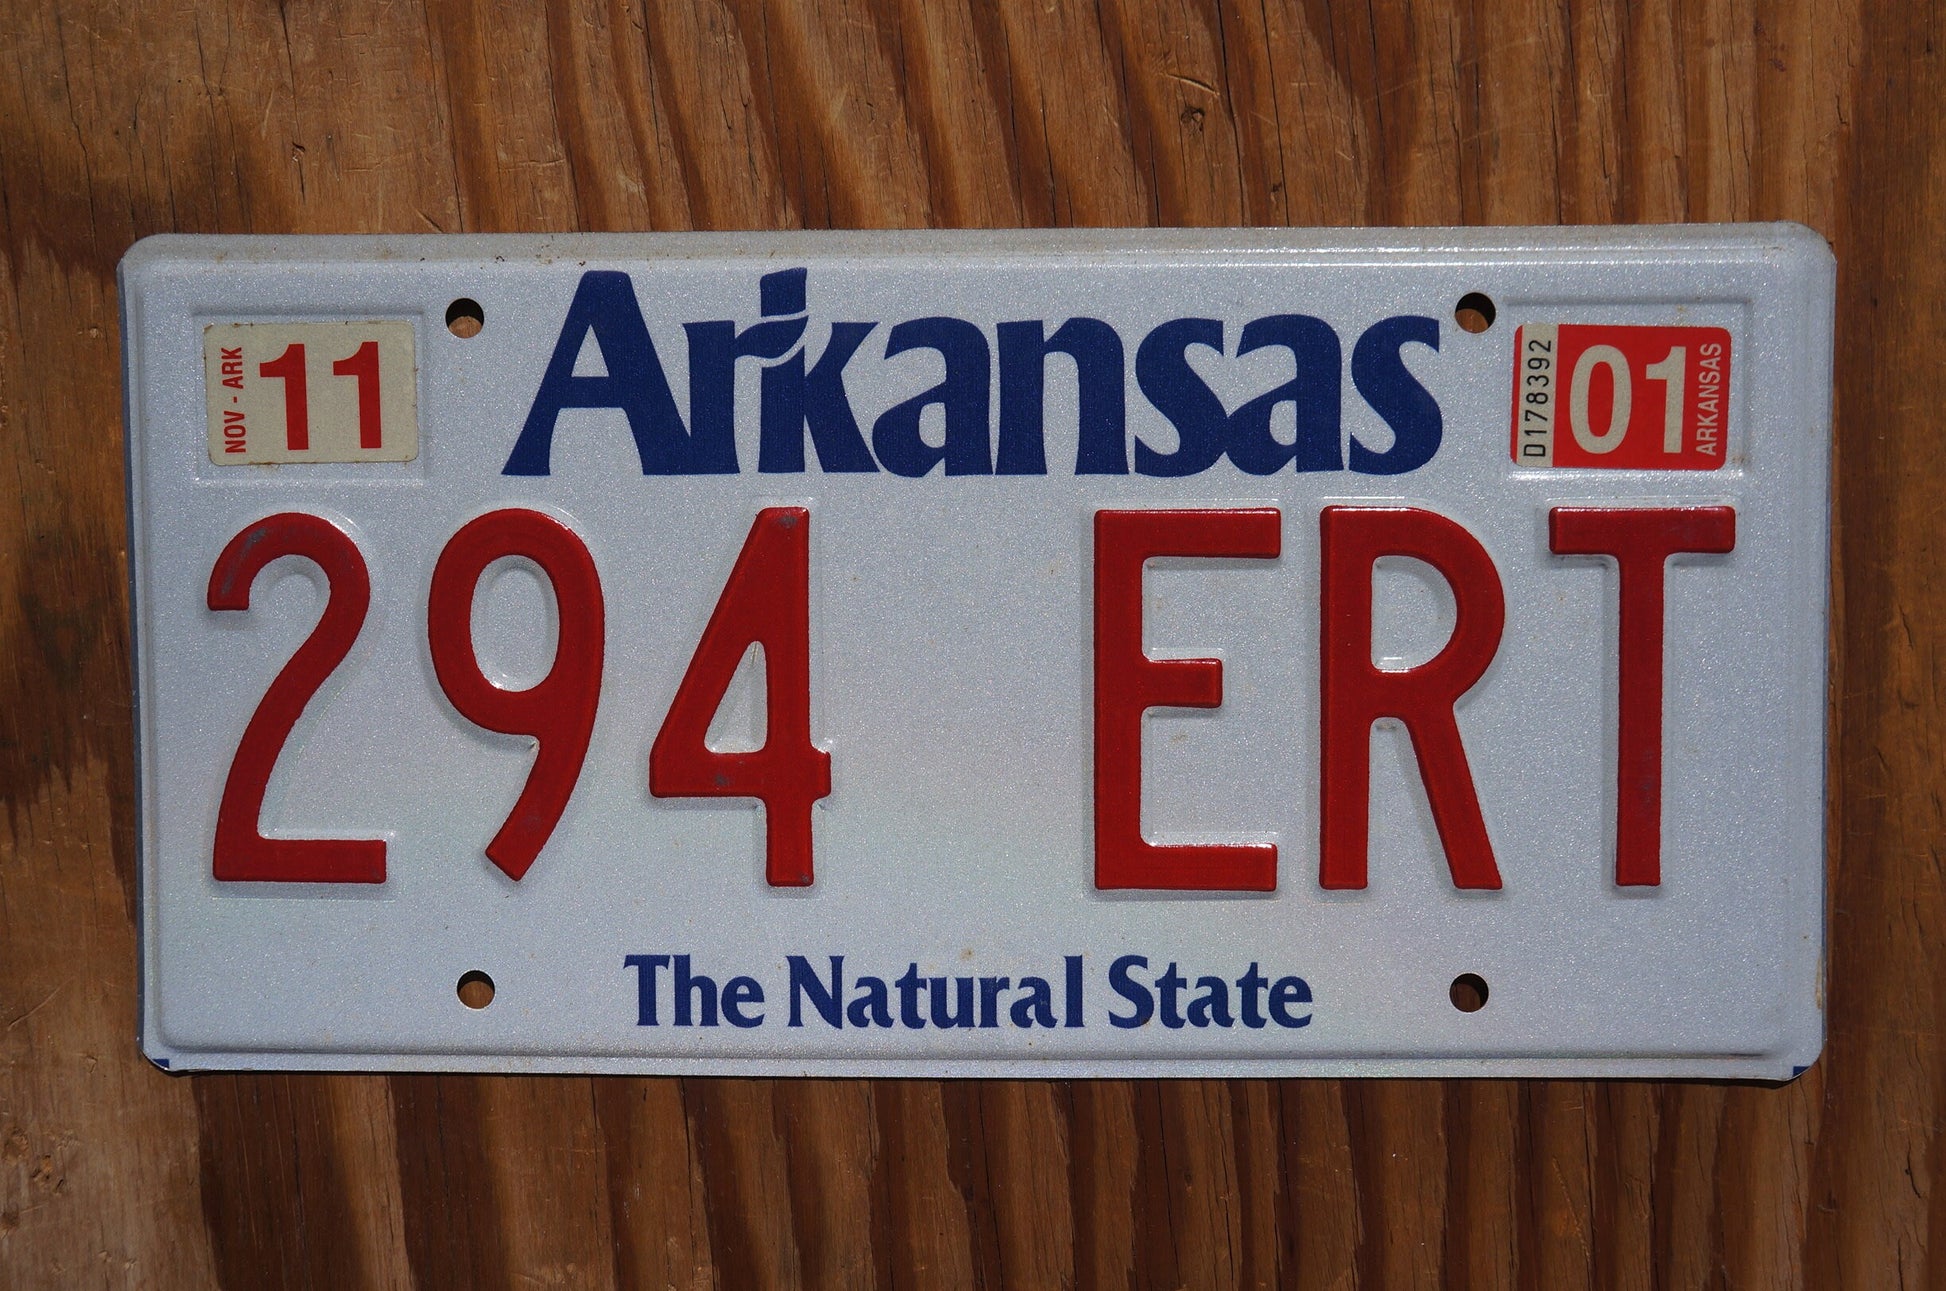 NOV - ARK
11
Arkansas
D178392
01
ARKANSAS
294 ERT
The Natural State